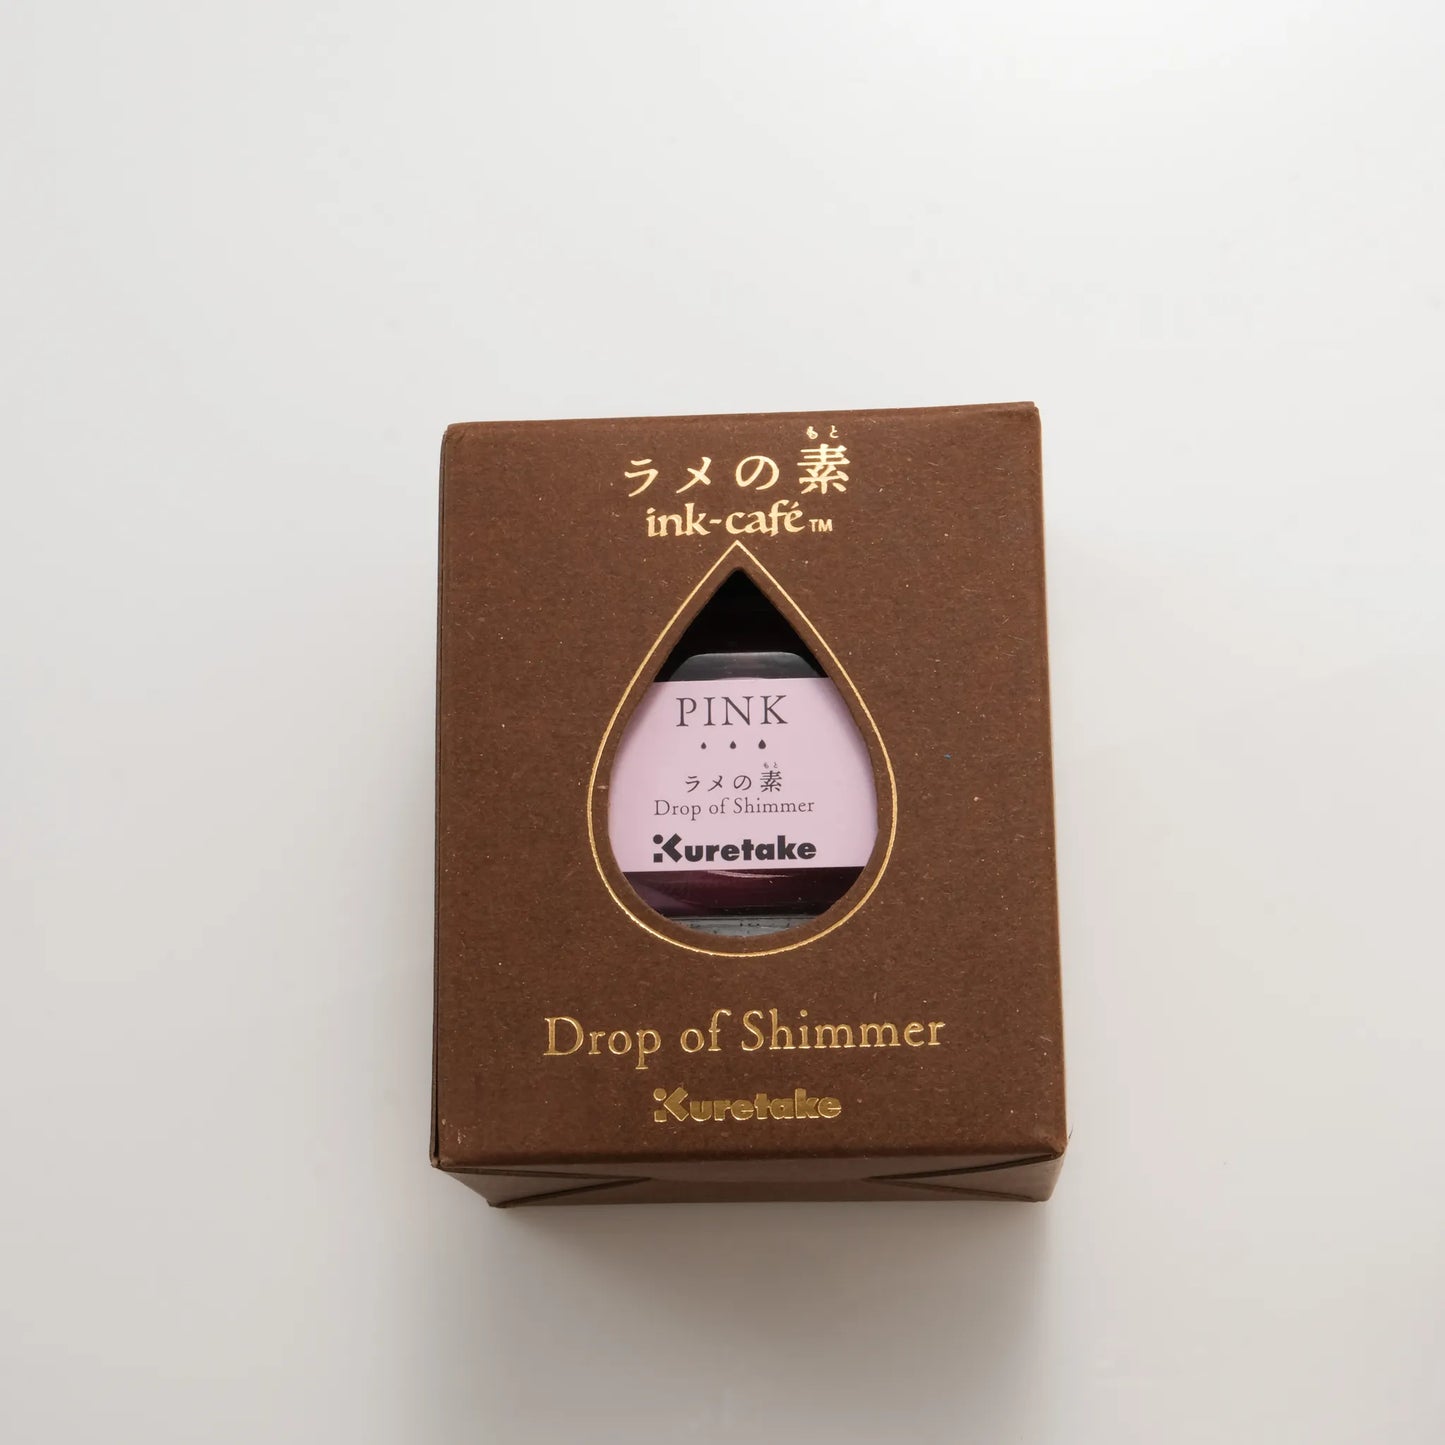 もと
ラメの素
ink-café™
PINK
もと
ラメの素
Drop of Shimmer
Kuretake
Drop of Shimmer
Kuretake